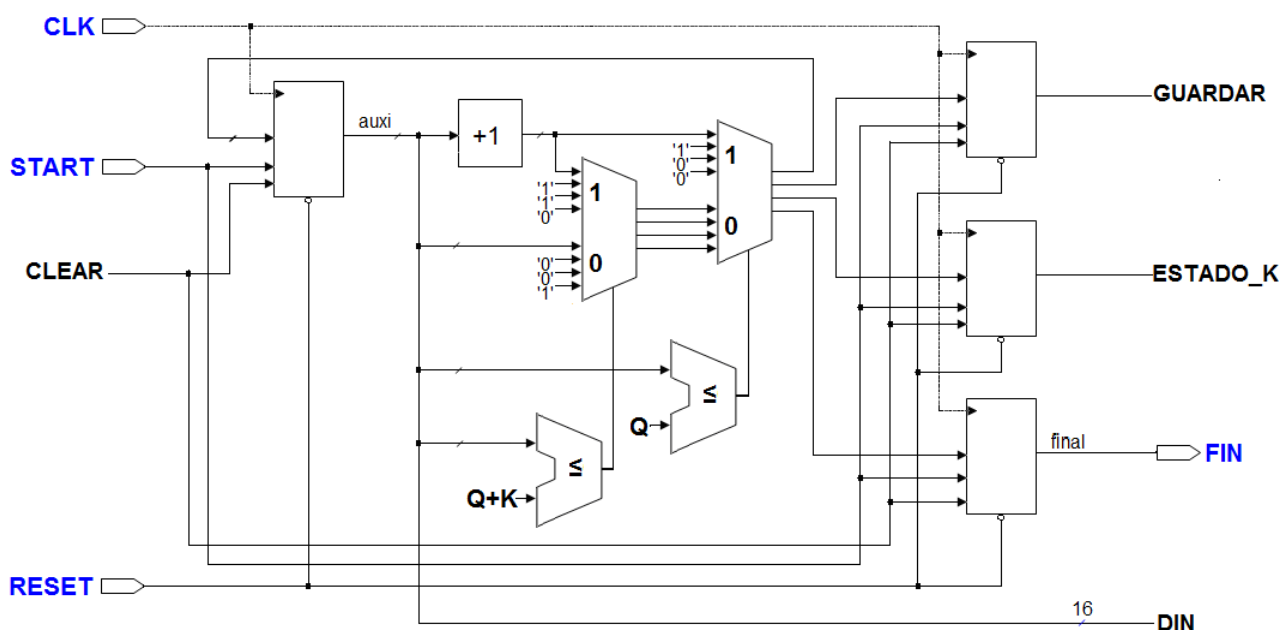 CLK
GUARDAR
auxi
+1
'1'
'0'
'0'
1
START
'1'
'1'
'0'
1
0
CLEAR
'0'
'0'
'1'
0
ESTADO_K
≤
Q
final
FIN
≤
Q+K
RESET
16
DIN